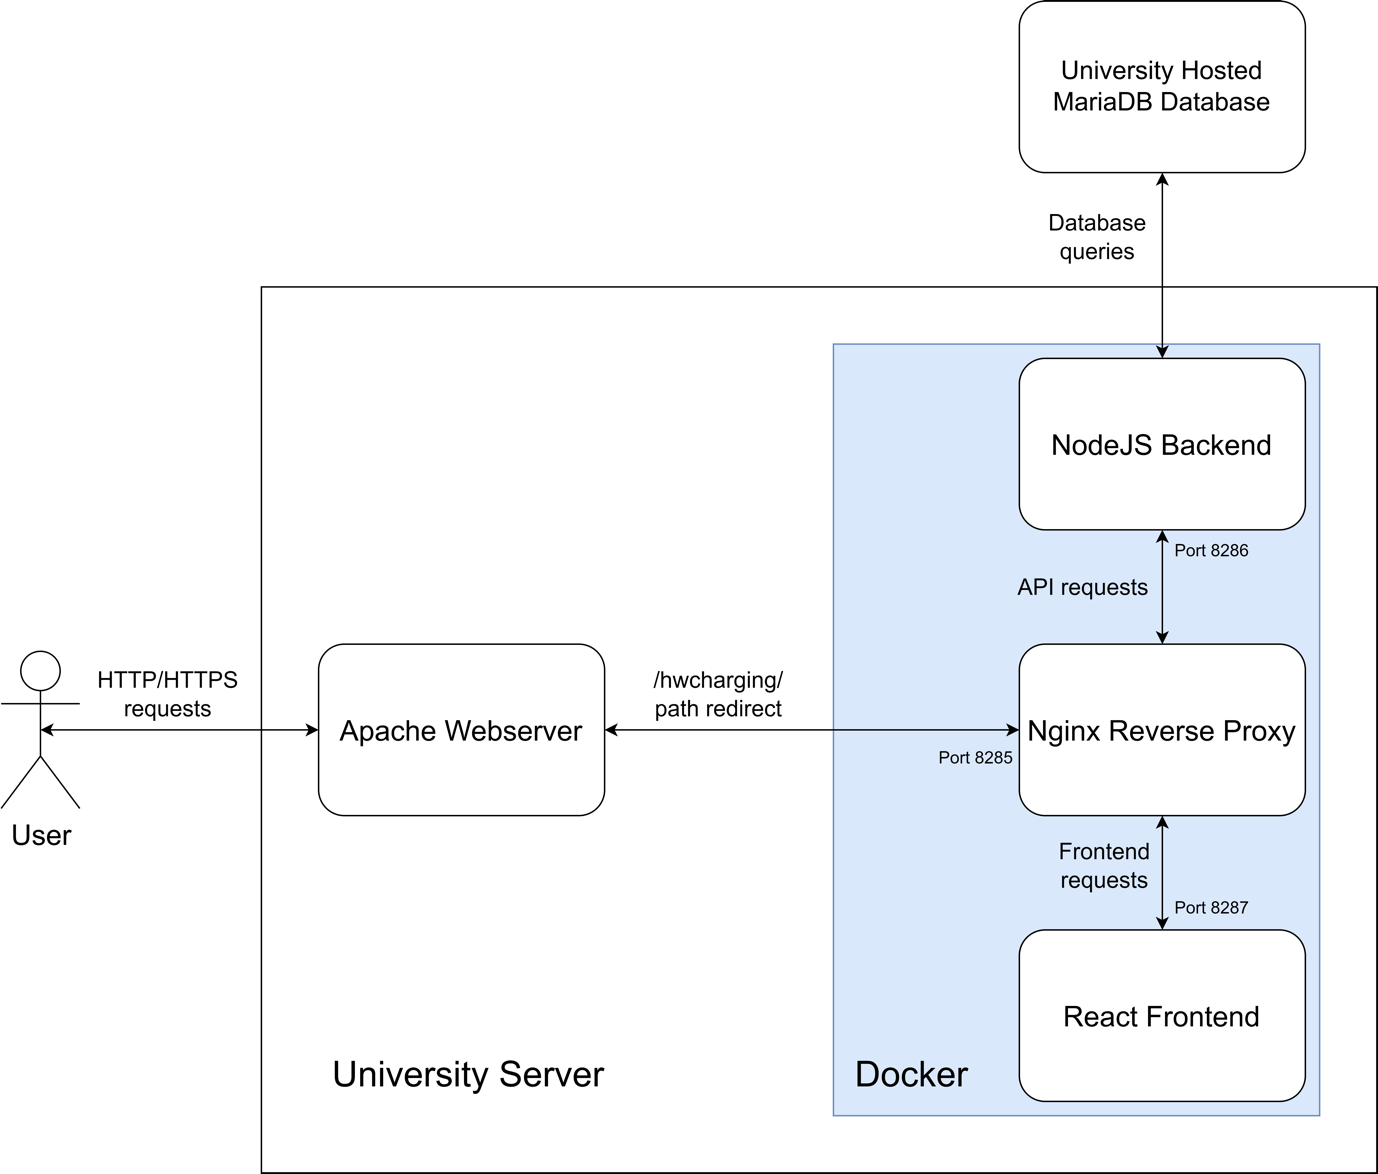 University Hosted
MariaDB Database
Database
queries
NodeJS Backend
Port 8286
API requests
HTTP/HTTPS
requests
/hwcharging/
path redirect
Apache Webserver
Nginx Reverse Proxy
Port 8285
User
Frontend
requests
Port 8287
React Frontend
University Server
Docker